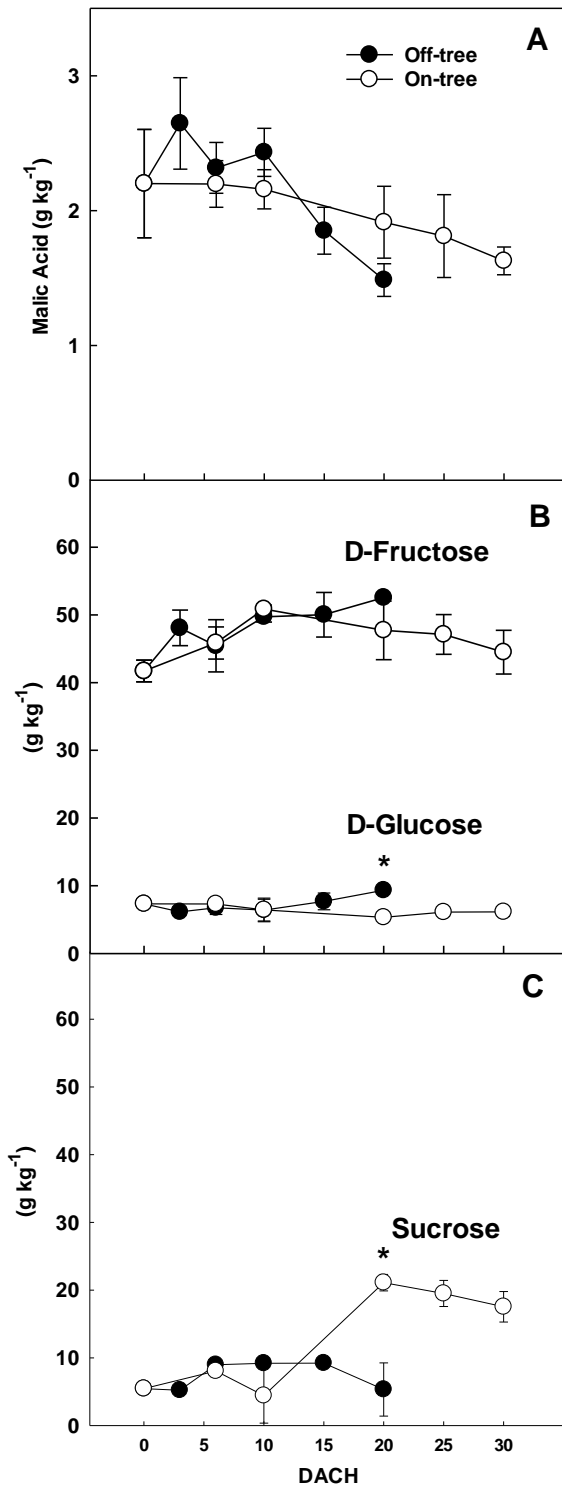 A
Off-tree
On-tree
3
2
1
0
Malic Acid (g kg⁻¹)
B
D-Fructose
60
50
40
30
20
10
0
(g kg⁻¹)
D-Glucose
*
C
60
50
40
30
20
10
0
(g kg⁻¹)
Sucrose
*
0 5 10 15 20 25 30
DACH